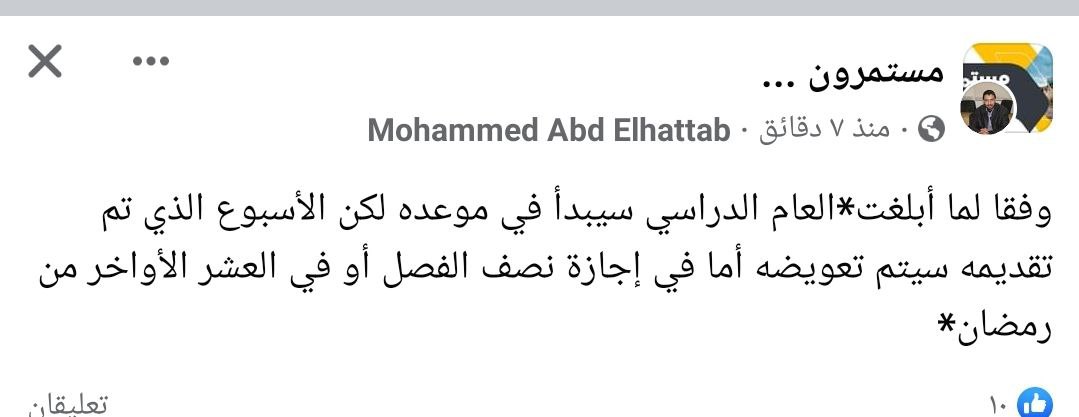 مستمرون ...
Mohammed Abd Elhattab · منذ ٧ دقائق ·
وفقا لما أبلغت*العام الدراسي سيبدأ في موعده لكن الأسبوع الذي تم
تقديمه سيتم تعويضه أما في إجازة نصف الفصل أو في العشر الأواخر من
رمضان*
١٠
تعليقان